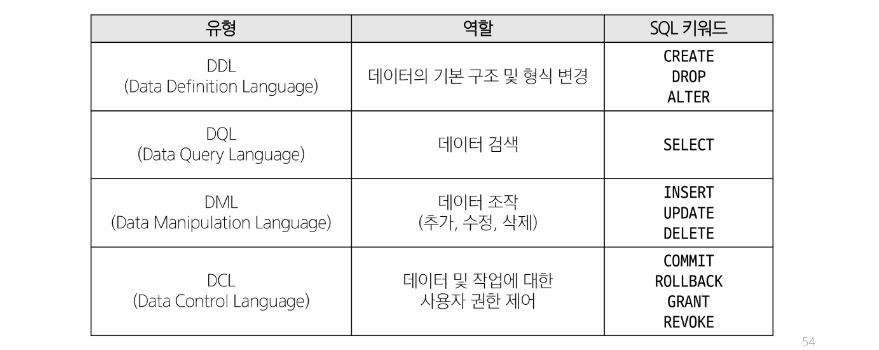 유형
역할
SQL 키워드
DDL
(Data Definition Language)
데이터의 기본 구조 및 형식 변경
CREATE
DROP
ALTER
DQL
(Data Query Language)
데이터 검색
SELECT
DML
(Data Manipulation Language)
데이터 조작
(추가, 수정, 삭제)
INSERT
UPDATE
DELETE
DCL
(Data Control Language)
데이터 및 작업에 대한
사용자 권한 제어
COMMIT
ROLLBACK
GRANT
REVOKE
54